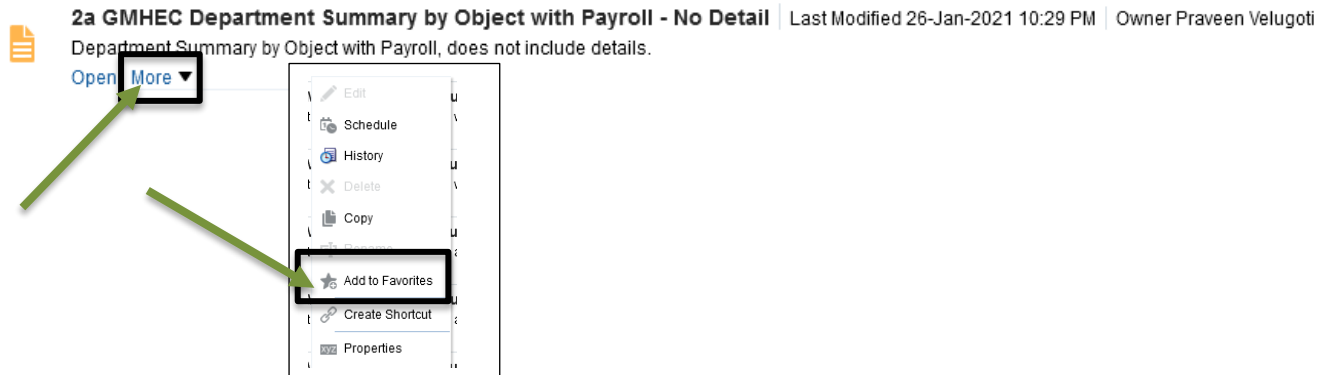 2a GMHEC Department Summary by Object with Payroll - No Detail Last Modified 26-Jan-2021 10:29 PM Owner Praveen Velugoti
Department Summary by Object with Payroll, does not include details.
Open More
Edit
Schedule
History
Delete
Copy
Rename
Add to Favorites
Create Shortcut
xyz Properties